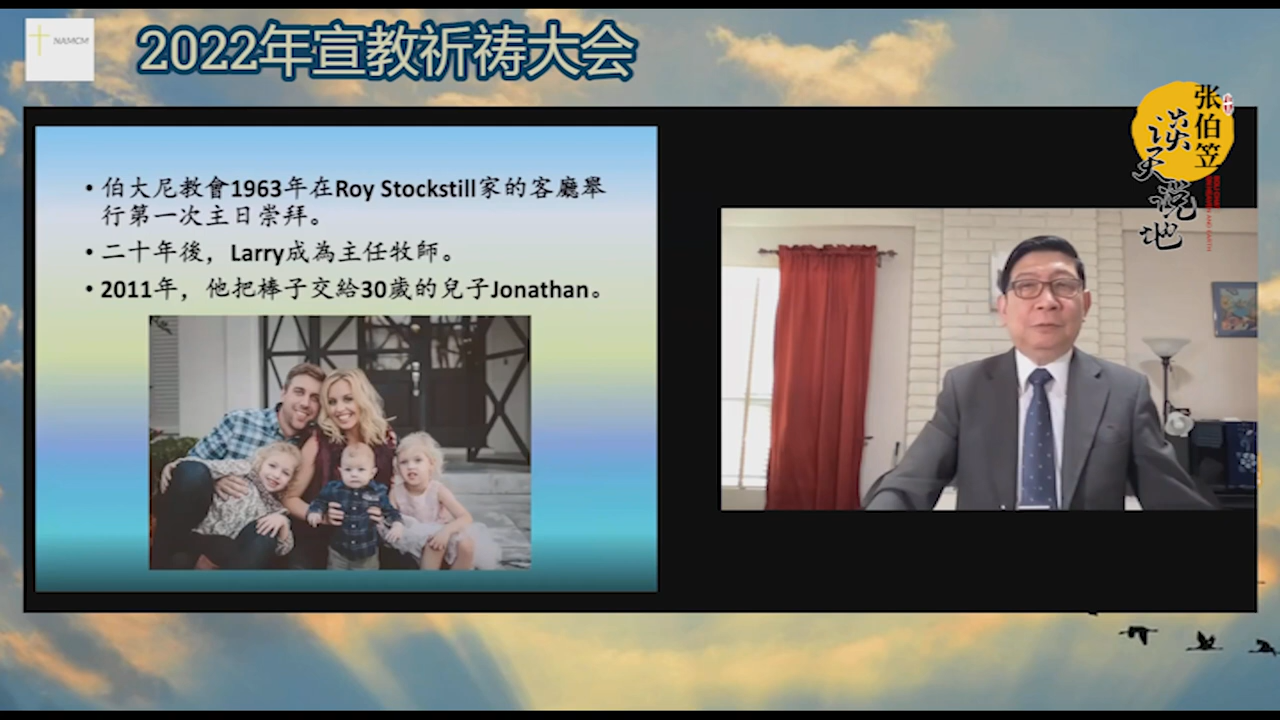 NAMCM
2022年宣教祈祷大会
张伯笠
谈天说地
• 伯大尼教會1963年在Roy Stockstill家的客廳舉
行第一次主日崇拜。
• 二十年後，Larry成為主任牧師。
• 2011年，他把棒子交給30歲的兒子Jonathan。